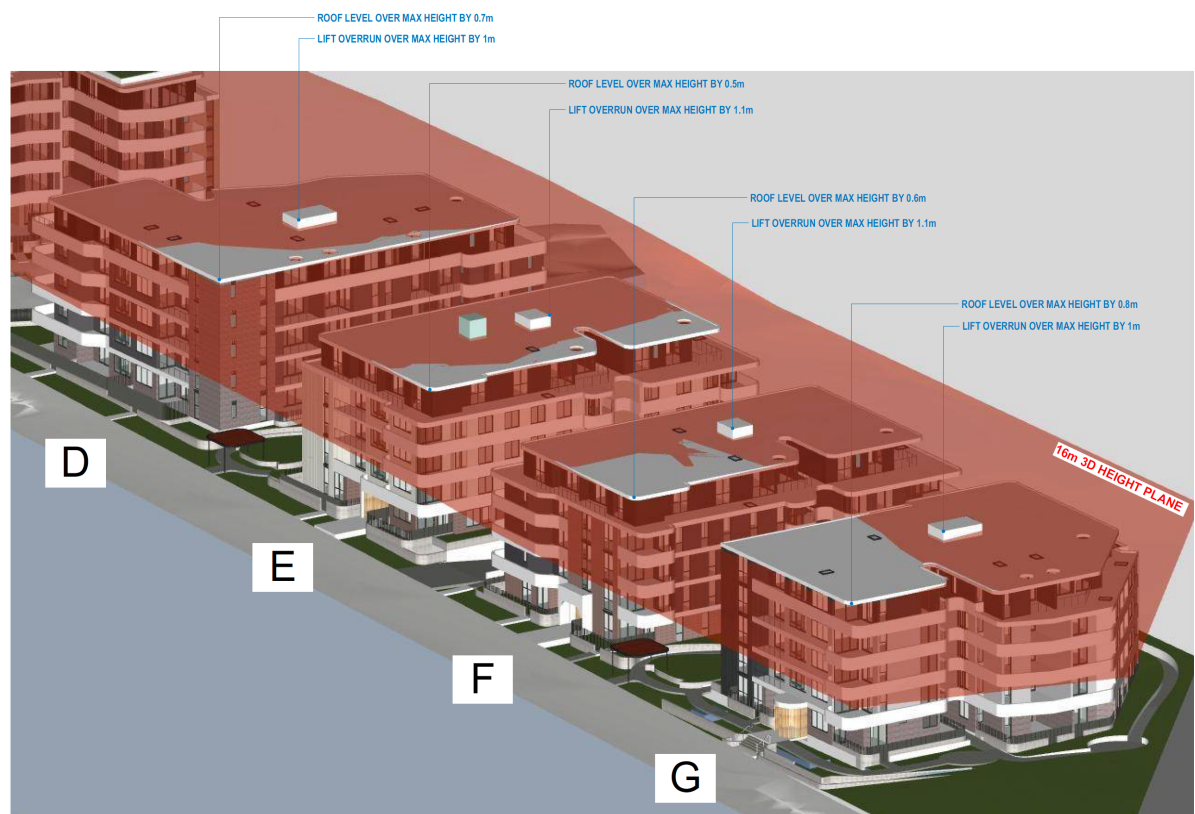 ROOF LEVEL OVER MAX HEIGHT BY 0.7m
LIFT OVERRUN OVER MAX HEIGHT BY 1m
ROOF LEVEL OVER MAX HEIGHT BY 0.5m
LIFT OVERRUN OVER MAX HEIGHT BY 1.1m
ROOF LEVEL OVER MAX HEIGHT BY 0.6m
LIFT OVERRUN OVER MAX HEIGHT BY 1.1m
ROOF LEVEL OVER MAX HEIGHT BY 0.8m
LIFT OVERRUN OVER MAX HEIGHT BY 1m
16m 3D HEIGHT PLANE
D
E
F
G